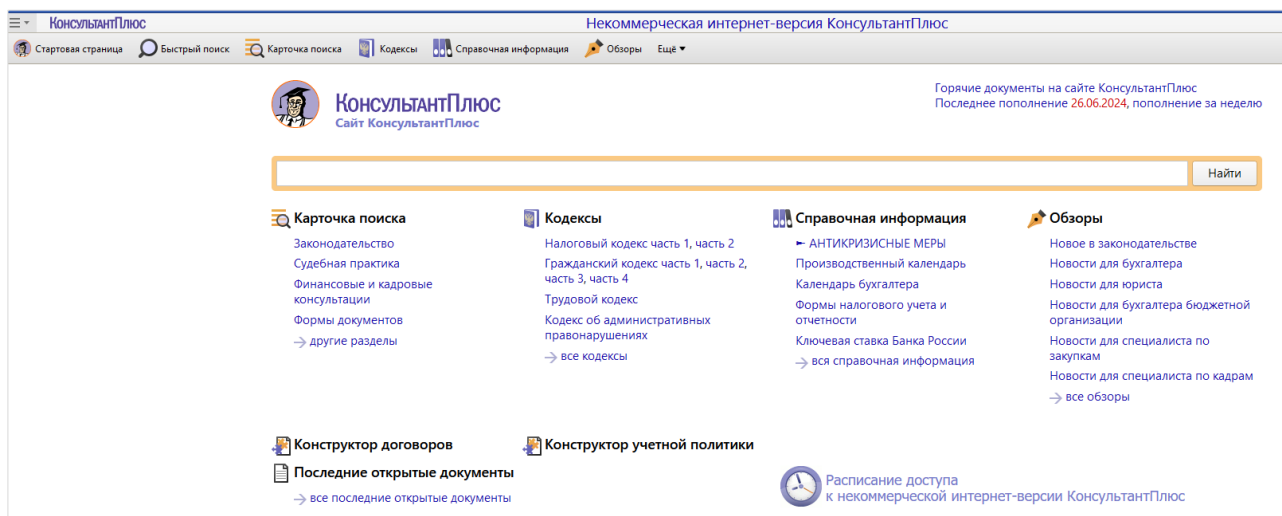 КонсультантПлюс
Некоммерческая интернет-версия КонсультантПлюс
Стартовая страница Быстрый поиск Карточка поиска Кодексы Справочная информация Обзоры Ещё
КонсультантПлюс
Сайт КонсультантПлюс
Горячие документы на сайте КонсультантПлюс
Последнее пополнение 26.06.2024, пополнение за неделю
Найти
Карточка поиска
Законодательство
Судебная практика
Финансовые и кадровые
консультации
Формы документов
→ другие разделы
Кодексы
Налоговый кодекс часть 1, часть 2
Гражданский кодекс часть 1, часть 2,
часть 3, часть 4
Трудовой кодекс
Кодекс об административных
правонарушениях
→ все кодексы
Справочная информация
► АНТИКРИЗИСНЫЕ МЕРЫ
Производственный календарь
Календарь бухгалтера
Формы налогового учета и
отчетности
Ключевая ставка Банка России
→ вся справочная информация
Обзоры
Новое в законодательстве
Новости для бухгалтера
Новости для юриста
Новости для бухгалтера бюджетной
организации
Новости для специалиста по
закупкам
Новости для специалиста по кадрам
→ все обзоры
Конструктор договоров
Конструктор учетной политики
Последние открытые документы
→ все последние открытые документы
Расписание доступа
к некоммерческой интернет-версии КонсультантПлюс